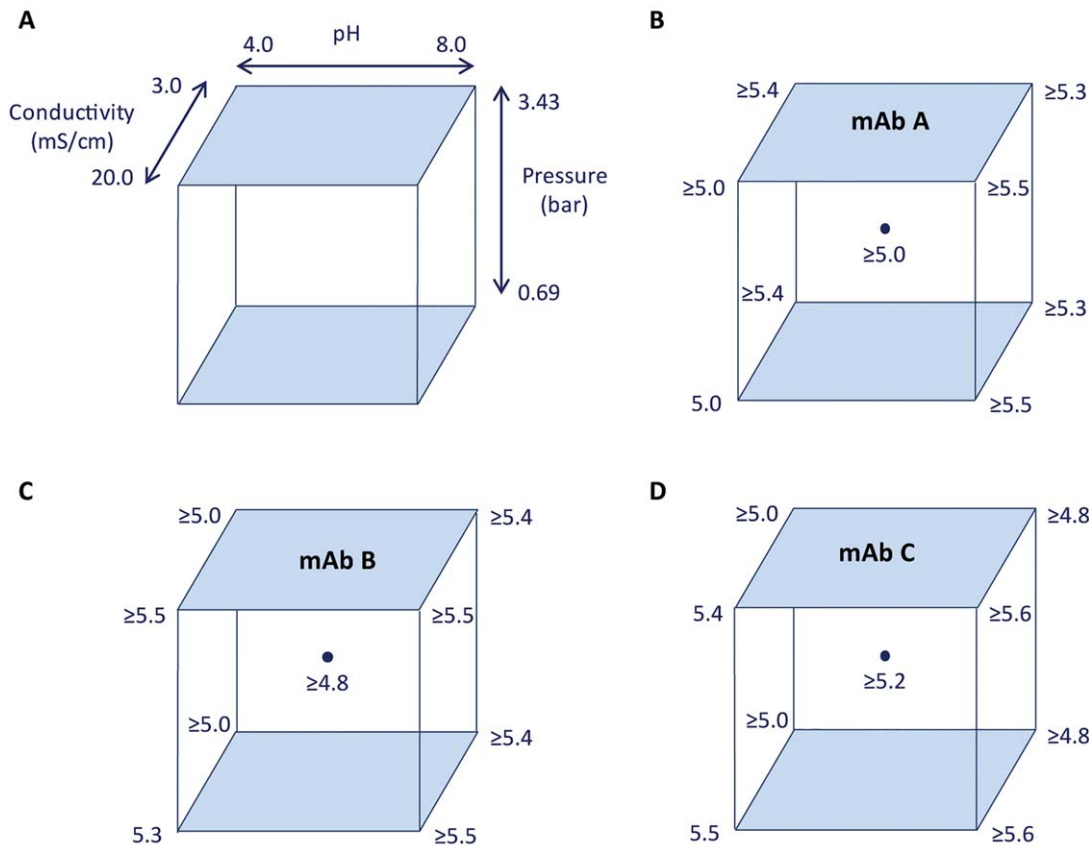 A
pH
4.0
8.0
3.0
Conductivity
(mS/cm)
20.0
3.43
Pressure
(bar)
0.69
B
≥5.4
≥5.3
mAb A
≥5.0
≥5.5
≥5.0
≥5.4
≥5.3
5.0
≥5.5
C
≥5.0
≥5.4
mAb B
≥5.5
≥5.5
≥4.8
≥5.0
≥5.4
5.3
≥5.5
D
≥5.0
≥4.8
mAb C
5.4
≥5.6
≥5.2
≥5.0
≥4.8
5.5
≥5.6